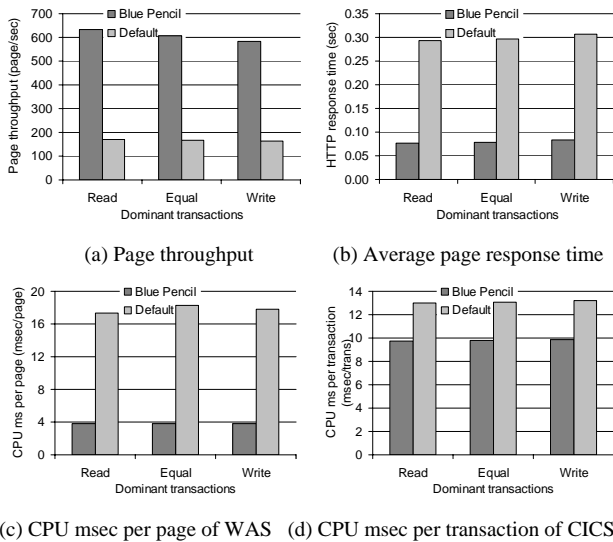 700
600
500
400
300
200
100
0
Page throughput (page/sec)
Blue Pencil
Default
Read Equal Write
Dominant transactions
(a) Page throughput
0.35
0.30
0.25
0.20
0.15
0.10
0.05
0.00
HTTP response time (sec)
Blue Pencil
Default
Read Equal Write
Dominant transactions
(b) Average page response time
20
16
12
8
4
0
CPU ms per page (msec/page)
Blue Pencil
Default
Read Equal Write
Dominant transactions
(c) CPU msec per page of WAS
14
12
10
8
6
4
2
0
CPU ms per transaction
(msec/trans)
Blue Pencil
Default
Read Equal Write
Dominant transactions
(d) CPU msec per transaction of CICS